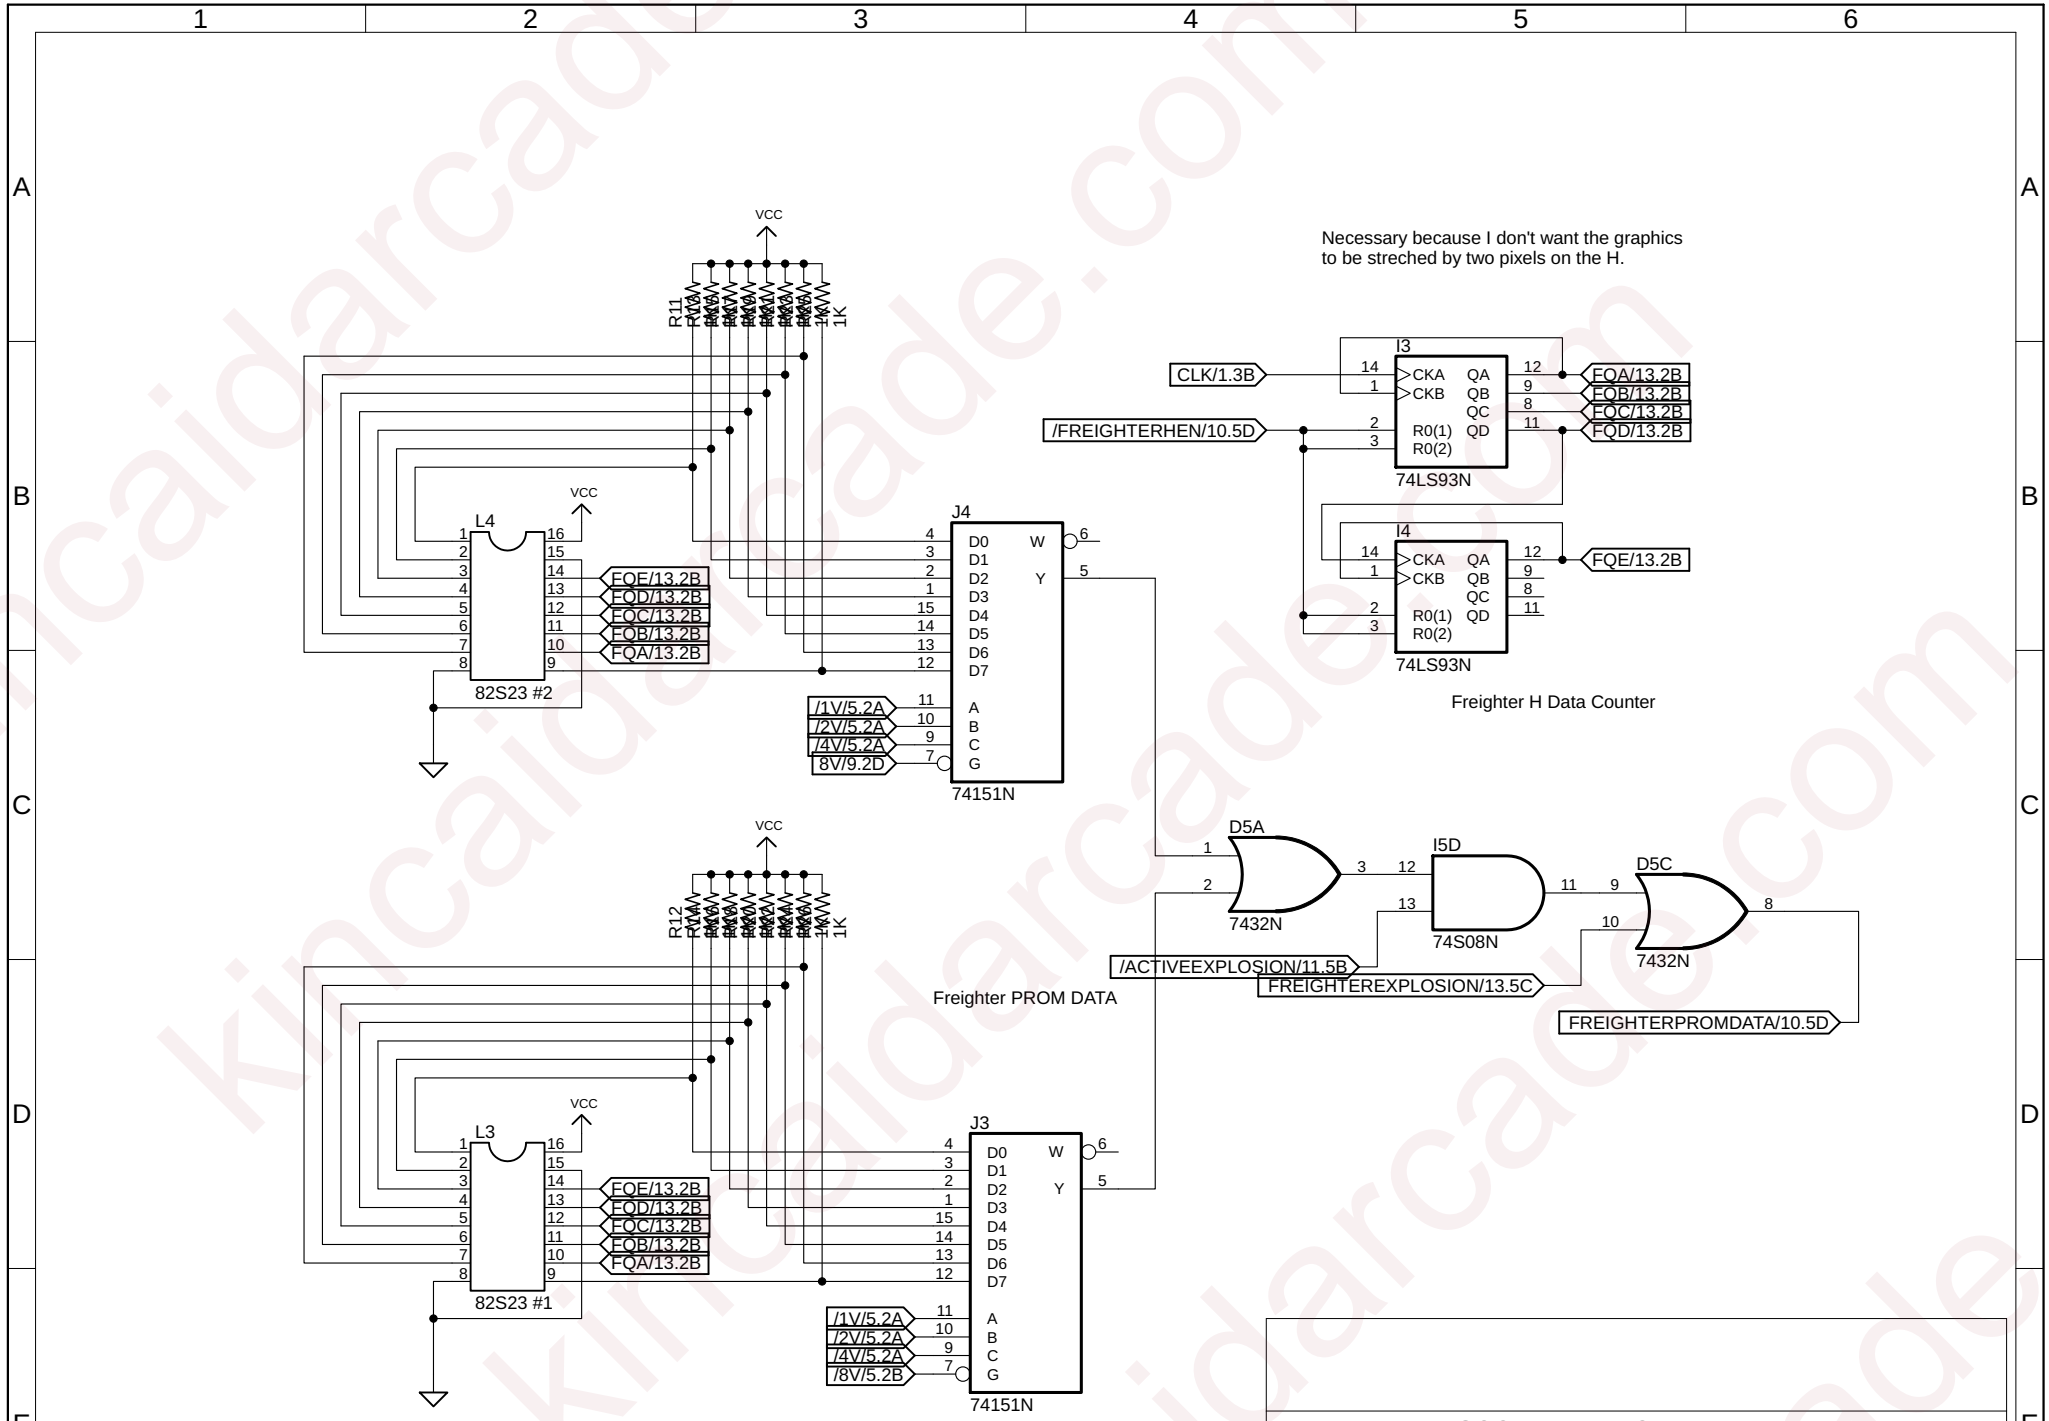 1 2 3 4 5 6
A A
VCC
Necessary because I don't want the graphics
to be streched by two pixels on the H.
R11
1K
I3
CLK/1.3B 14 CKA QA 12 FQA/13.2B
1 CKB QB 9 FQB/13.2B
QC 8 FQC/13.2B
/FREIGHTERHEN/10.5D 2 R0(1) QD 11 FQD/13.2B
3 R0(2)
74LS93N
B B
VCC
L4
1 16
2 15
3 14 FQE/13.2B
4 13 FQD/13.2B
5 12 FQC/13.2B
6 11 FQB/13.2B
7 10 FQA/13.2B
8 9
82S23 #2
J4
4 D0 W 6
3 D1
2 D2 Y 5
1 D3
15 D4
14 D5
13 D6
12 D7
/1V/5.2A 11 A
/2V/5.2A 10 B
/4V/5.2A 9 C
8V/9.2D 7 G
74151N
I4
14 CKA QA 12 FQE/13.2B
1 CKB QB 9
QC 8
2 R0(1) QD 11
3 R0(2)
74LS93N
Freighter H Data Counter
C C
VCC
R12
1K
D5A
1
2
3
7432N
I5D
12
13
11
74S08N
D5C
9
10
8
7432N
/ACTIVEEXPLOSION/11.5B
FREIGHTEREXPLOSION/13.5C
Freighter PROM DATA
FREIGHTERPROMDATA/10.5D
D D
VCC
L3
1 16
2 15
3 14 FQE/13.2B
4 13 FQD/13.2B
5 12 FQC/13.2B
6 11 FQB/13.2B
7 10 FQA/13.2B
8 9
82S23 #1
J3
4 D0 W 6
3 D1
2 D2 Y 5
1 D3
15 D4
14 D5
13 D6
12 D7
/1V/5.2A 11 A
/2V/5.2A 10 B
/4V/5.2A 9 C
/8V/5.2B 7 G
74151N
kincaidarcade.com
kincaidarcade.com
kincaidarcade.com